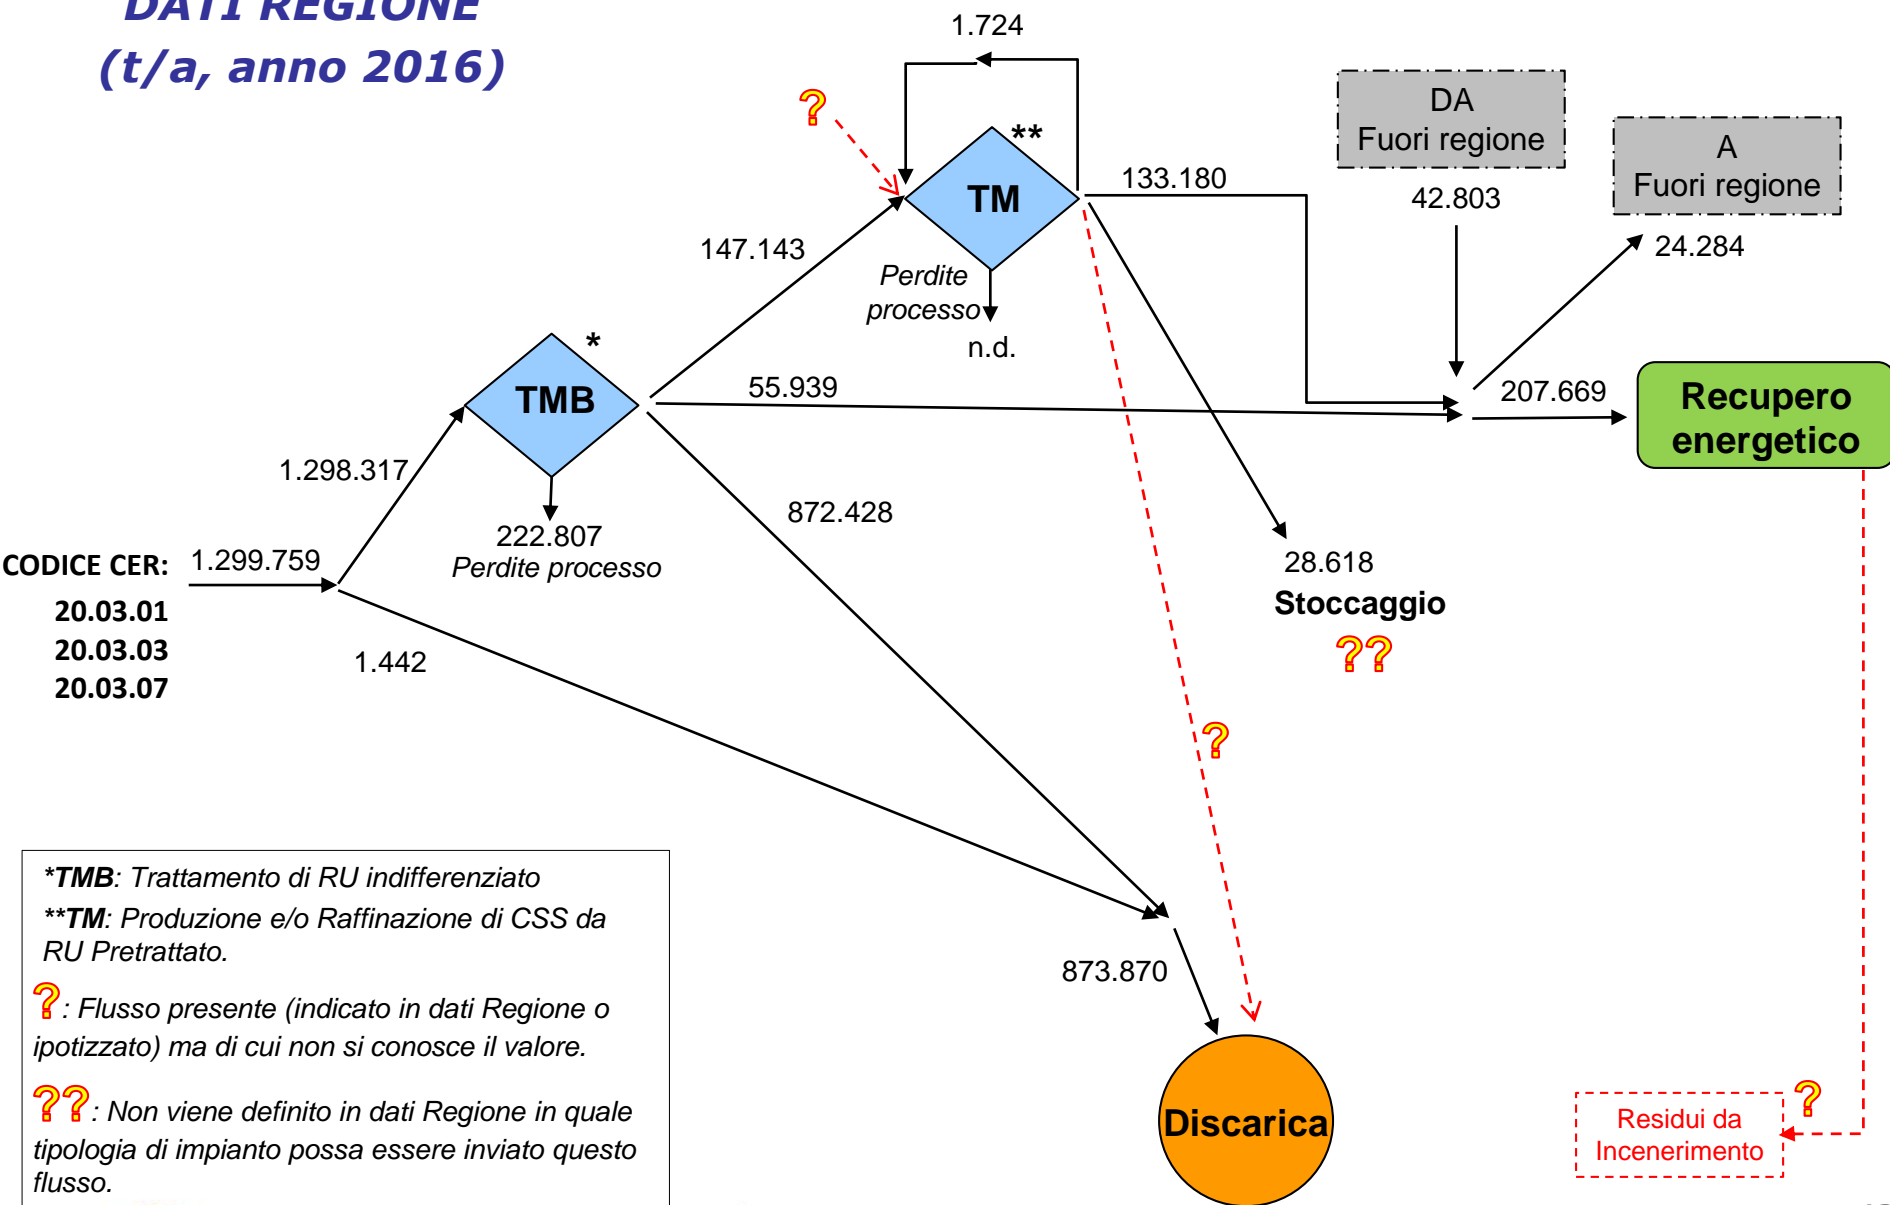 DATI REGIONE
(t/a, anno 2016)
1.724
?
**
TM
133.180
DA
Fuori regione
42.803
A
Fuori regione
24.284
147.143
Perdite
processo
n.d.
*
TMB
55.939
207.669
Recupero
energetico
1.298.317
222.807
Perdite processo
872.428
28.618
Stoccaggio
??
CODICE CER:
1.299.759
20.03.01
20.03.03
20.03.07
1.442
?
873.870
Discarica
?
Residui da
Incenerimento
*TMB: Trattamento di RU indifferenziato
**TM: Produzione e/o Raffinazione di CSS da
RU Pretrattato.
?: Flusso presente (indicato in dati Regione o
ipotizzato) ma di cui non si conosce il valore.
??: Non viene definito in dati Regione in quale
tipologia di impianto possa essere inviato questo
flusso.